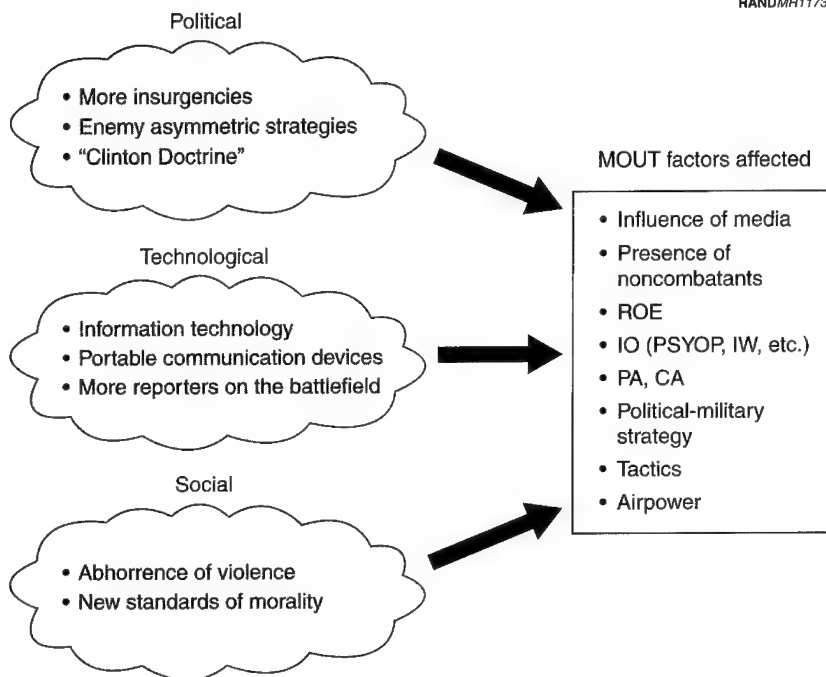 RANDMR1173
Political
• More insurgencies
• Enemy asymmetric strategies
• “Clinton Doctrine”
Technological
• Information technology
• Portable communication devices
• More reporters on the battlefield
Social
• Abhorrence of violence
• New standards of morality
MOUT factors affected
• Influence of media
• Presence of
noncombatants
• ROE
• IO (PSYOP, IW, etc.)
• PA, CA
• Political-military
strategy
• Tactics
• Airpower